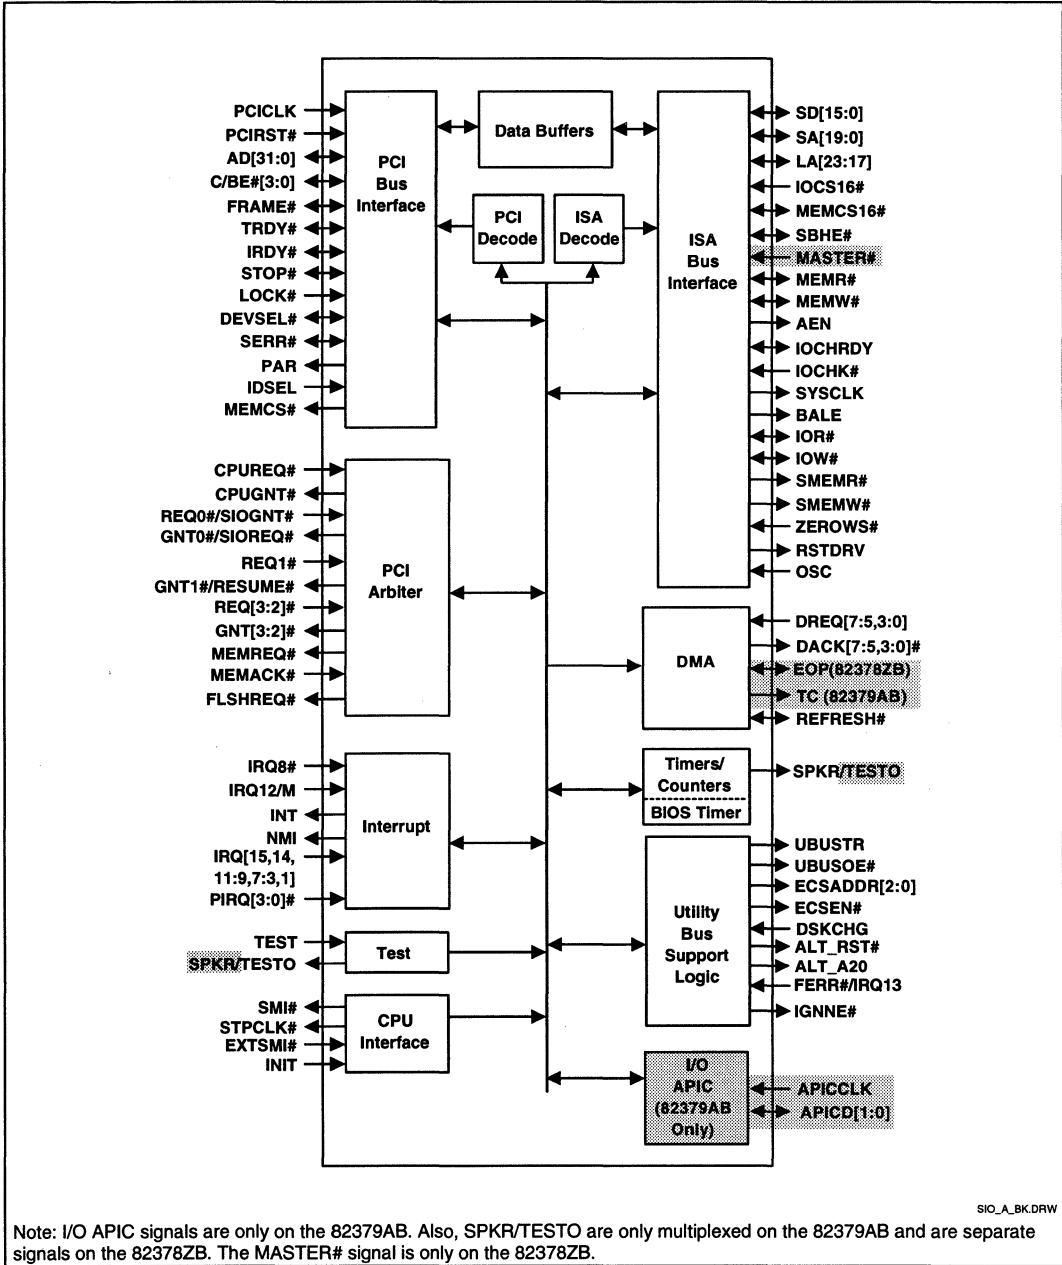 PCICLK
PCIRST#
AD[31:0]
C/BE#[3:0]
FRAME#
TRDY#
IRDY#
STOP#
LOCK#
DEVSEL#
SERR#
PAR
IDSEL
MEMCS#
PCI
Bus
Interface
Data Buffers
PCI
Decode
ISA
Decode
ISA
Bus
Interface
SD[15:0]
SA[19:0]
LA[23:17]
IOCS16#
MEMCS16#
SBHE#
MASTER#
MEMR#
MEMW#
AEN
IOCHRDY
IOCHK#
SYSCLK
BALE
IOR#
IOW#
SMEMR#
SMEMW#
ZEROWS#
RSTDRV
OSC
CPUREQ#
CPUGNT#
REQ0#/SIOGNT#
GNT0#/SIOREQ#
REQ1#
GNT1#/RESUME#
REQ[3:2]#
GNT[3:2]#
MEMREQ#
MEMACK#
FLSHREQ#
PCI
Arbiter
DMA
DREQ[7:5,3:0]
DACK[7:5,3:0]#
EOP(82378ZB)
TC (82379AB)
REFRESH#
IRQ8#
IRQ12/M
INT
NMI
IRQ[15,14,
11:9,7:3,1]
PIRQ[3:0]#
Interrupt
Timers/
Counters
BIOS Timer
SPKR/TESTO
TEST
SPKR/TESTO
Test
Utility
Bus
Support
Logic
UBUSTR
UBUSOE#
ECSADDR[2:0]
ECSEN#
DSKCHG
ALT_RST#
ALT_A20
FERR#/IRQ13
IGNNE#
SMI#
STPCLK#
EXTSMI#
INIT
CPU
Interface
I/O
APIC
(82379AB
Only)
APICCLK
APICD[1:0]
SIO_A_BK.DRW
Note: I/O APIC signals are only on the 82379AB. Also, SPKR/TESTO are only multiplexed on the 82379AB and are separate
signals on the 82378ZB. The MASTER# signal is only on the 82378ZB.